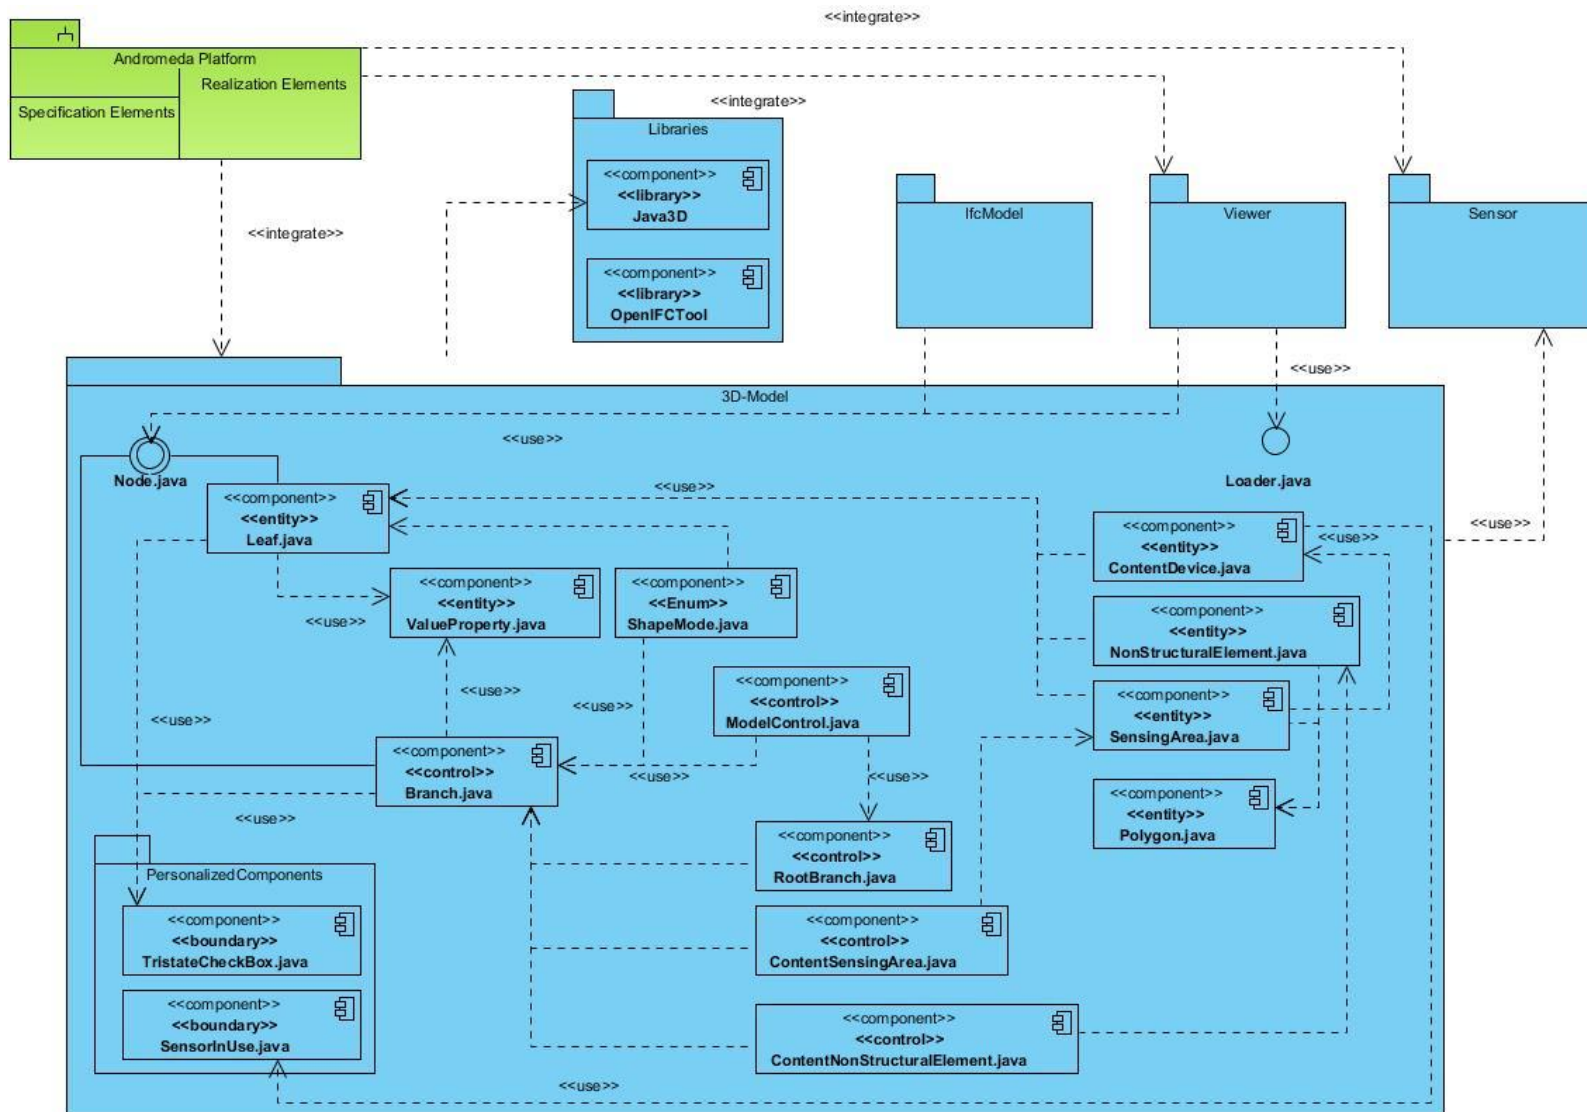 <<integrate>>
Andromeda Platform
Realization Elements
Specification Elements
<<integrate>>
Libraries
<<component>>
<<library>>
Java3D
<<component>>
<<library>>
OpenIFCTool
IfcModel
Viewer
Sensor
<<integrate>>
<<use>>
3D-Model
<<use>>
Node.java
Loader.java
<<use>>
<<component>>
<<entity>>
Leaf.java
<<component>>
<<entity>>
ContentDevice.java
<<use>>
<<use>>
<<component>>
<<entity>>
ValueProperty.java
<<component>>
<<Enum>>
ShapeMode.java
<<use>>
<<component>>
<<entity>>
NonStructuralElement.java
<<use>>
<<use>>
<<use>>
<<component>>
<<control>>
ModelControl.java
<<component>>
<<entity>>
SensingArea.java
<<component>>
<<control>>
Branch.java
<<use>>
<<use>>
<<component>>
<<entity>>
Polygon.java
<<component>>
<<control>>
RootBranch.java
Personalized Components
<<component>>
<<boundary>>
TristateCheckBox.java
<<component>>
<<control>>
ContentSensingArea.java
<<component>>
<<boundary>>
SensorInUse.java
<<component>>
<<control>>
ContentNonStructuralElement.java
<<use>>